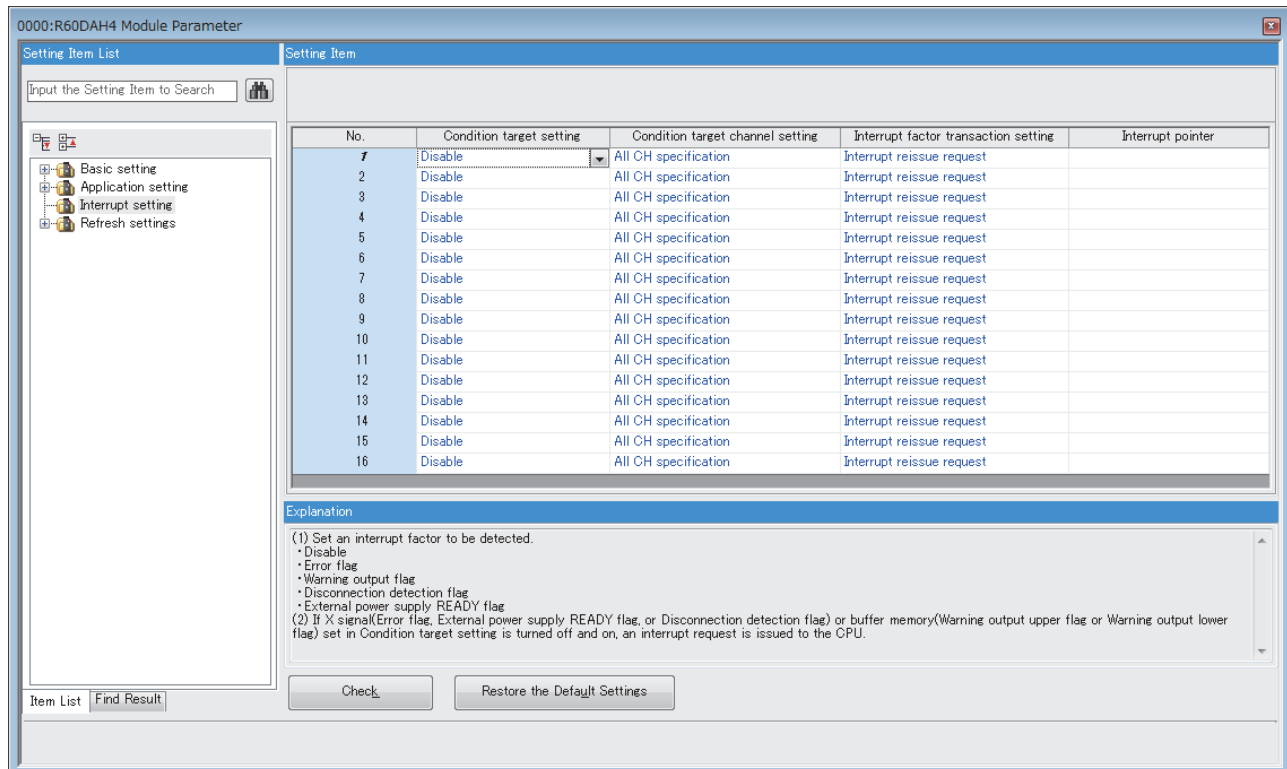 0000:R60DAH4 Module Parameter
Setting Item List
Setting Item
Input the Setting Item to Search
Basic setting
Application setting
Interrupt setting
Refresh settings
No. Condition target setting Condition target channel setting Interrupt factor transaction setting Interrupt pointer
1 Disable All CH specification Interrupt reissue request
2 Disable All CH specification Interrupt reissue request
3 Disable All CH specification Interrupt reissue request
4 Disable All CH specification Interrupt reissue request
5 Disable All CH specification Interrupt reissue request
6 Disable All CH specification Interrupt reissue request
7 Disable All CH specification Interrupt reissue request
8 Disable All CH specification Interrupt reissue request
9 Disable All CH specification Interrupt reissue request
10 Disable All CH specification Interrupt reissue request
11 Disable All CH specification Interrupt reissue request
12 Disable All CH specification Interrupt reissue request
13 Disable All CH specification Interrupt reissue request
14 Disable All CH specification Interrupt reissue request
15 Disable All CH specification Interrupt reissue request
16 Disable All CH specification Interrupt reissue request
Explanation
(1) Set an interrupt factor to be detected.
・Disable
・Error flag
・Warning output flag
・Disconnection detection flag
・External power supply READY flag
(2) If X signal(Error flag, External power supply READY flag, or Disconnection detection flag) or buffer memory(Warning output upper flag or Warning output lower
flag) set in Condition target setting is turned off and on, an interrupt request is issued to the CPU.
Check
Restore the Default Settings
Item List
Find Result